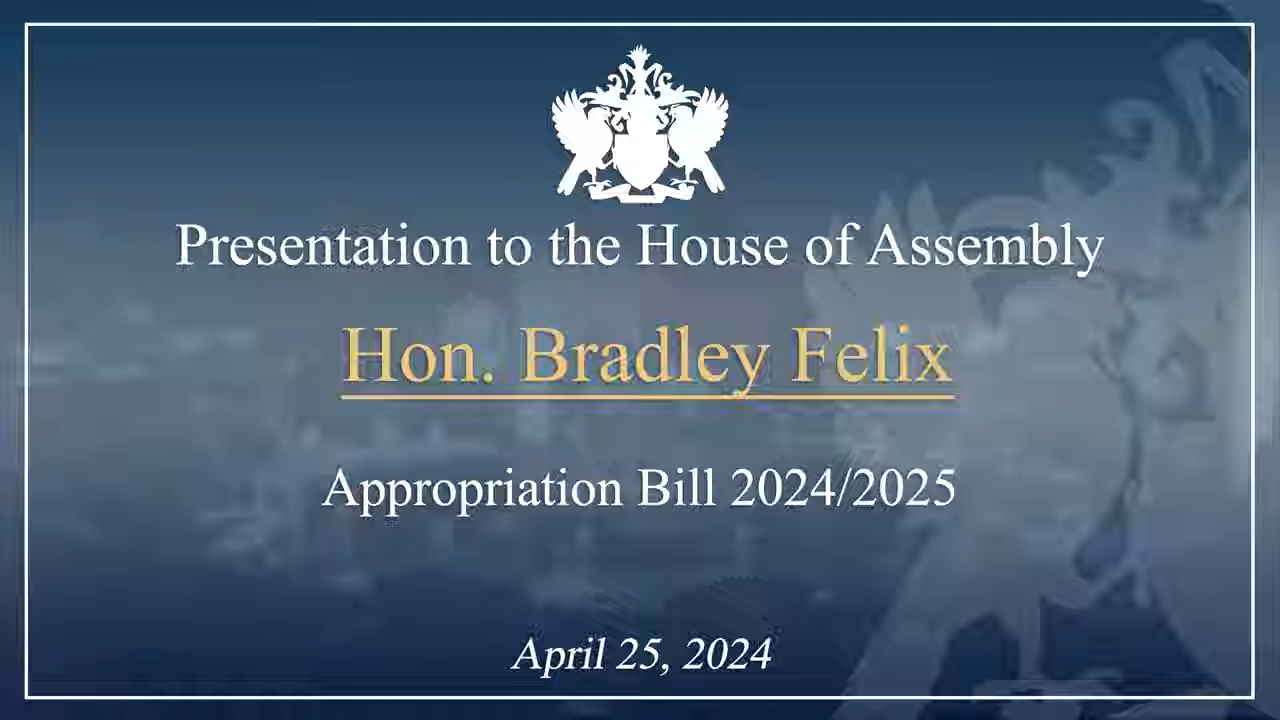 Presentation to the House of Assembly
Hon. Bradley Felix
Appropriation Bill 2024/2025
April 25, 2024